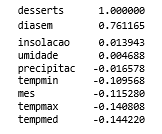 desserts 1.000000
diasem 0.761165
insolacao 0.013943
umidade 0.004688
precipitac -0.016578
tempmin -0.109568
mes -0.115280
tempmax -0.140808
tempmed -0.144220